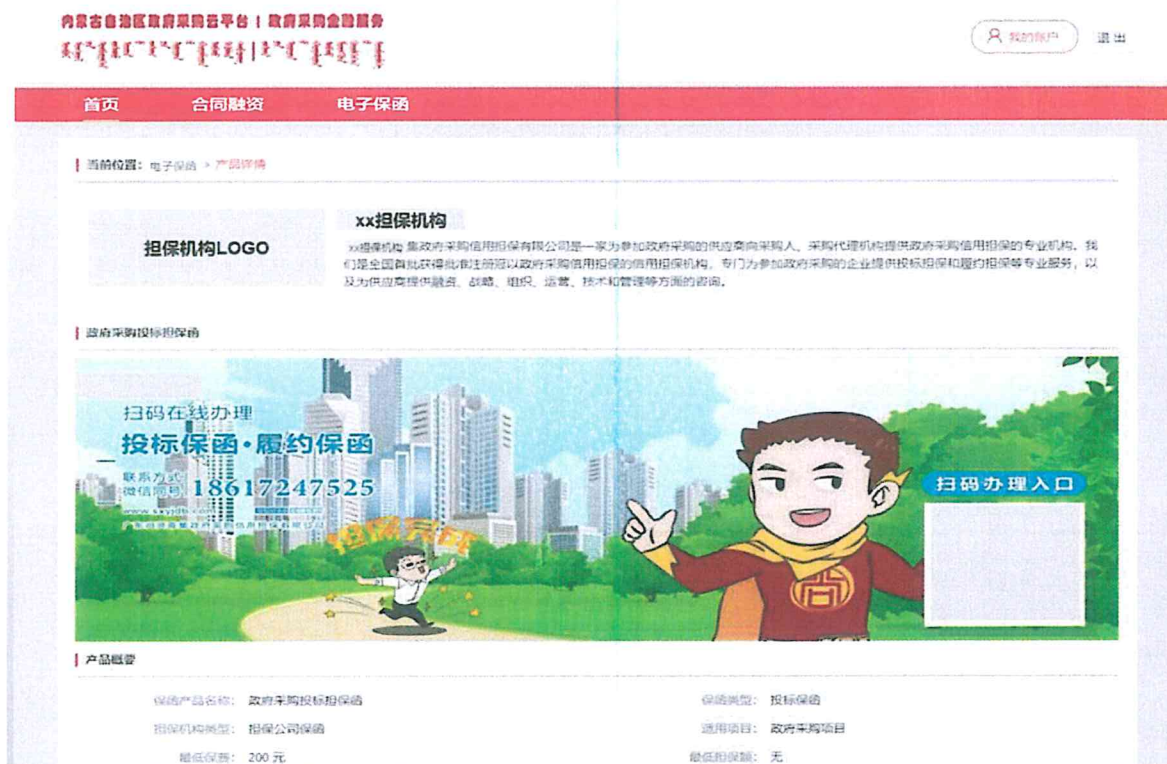 内蒙古自治区政府采购云平台 | 政府采购金融服务
我的账户 退出
首页 合同融资 电子保函
当前位置： 电子保函 > 产品详情
担保机构LOGO
xx担保机构
xx担保机构 集政府采购信用担保有限公司是一家为参加政府采购的供应商向采购人、采购代理机构提供政府采购信用担保的专业机构。我
们是全国首批获得批准注册冠以政府采购信用担保的信用担保机构，专门为参加政府采购的企业提供投标担保和履约担保等专业服务，以
及为供应商提供融资、战略、组织、运营、技术和管理等方面的咨询。
政府采购投标担保函
扫码在线办理
投标保函·履约保函
联系方式
微信同号 18617247525
担保完成
扫码办理入口
产品概要
保函产品名称： 政府采购投标担保函 保函类型： 投标保函
担保机构类型： 担保公司保函 适用项目： 政府采购项目
最低保费： 200 元 最低担保额： 无